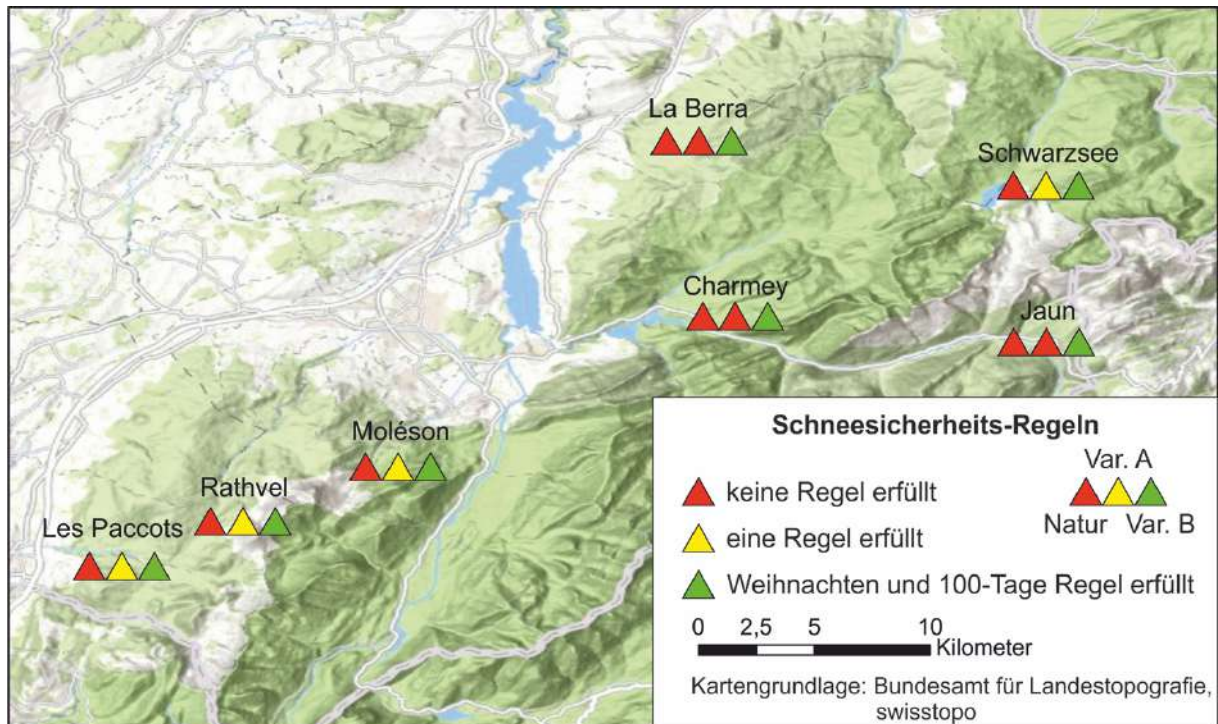 La Berra
Schwarzsee
Charmey
Jaun
Moléson
Rathvel
Les Paccots
Schneesicherheits-Regeln
Var. A
keine Regel erfüllt
Natur Var. B
eine Regel erfüllt
Weihnachten und 100-Tage Regel erfüllt
0 2,5 5 10
Kilometer
Kartengrundlage: Bundesamt für Landestopografie,
swisstopo